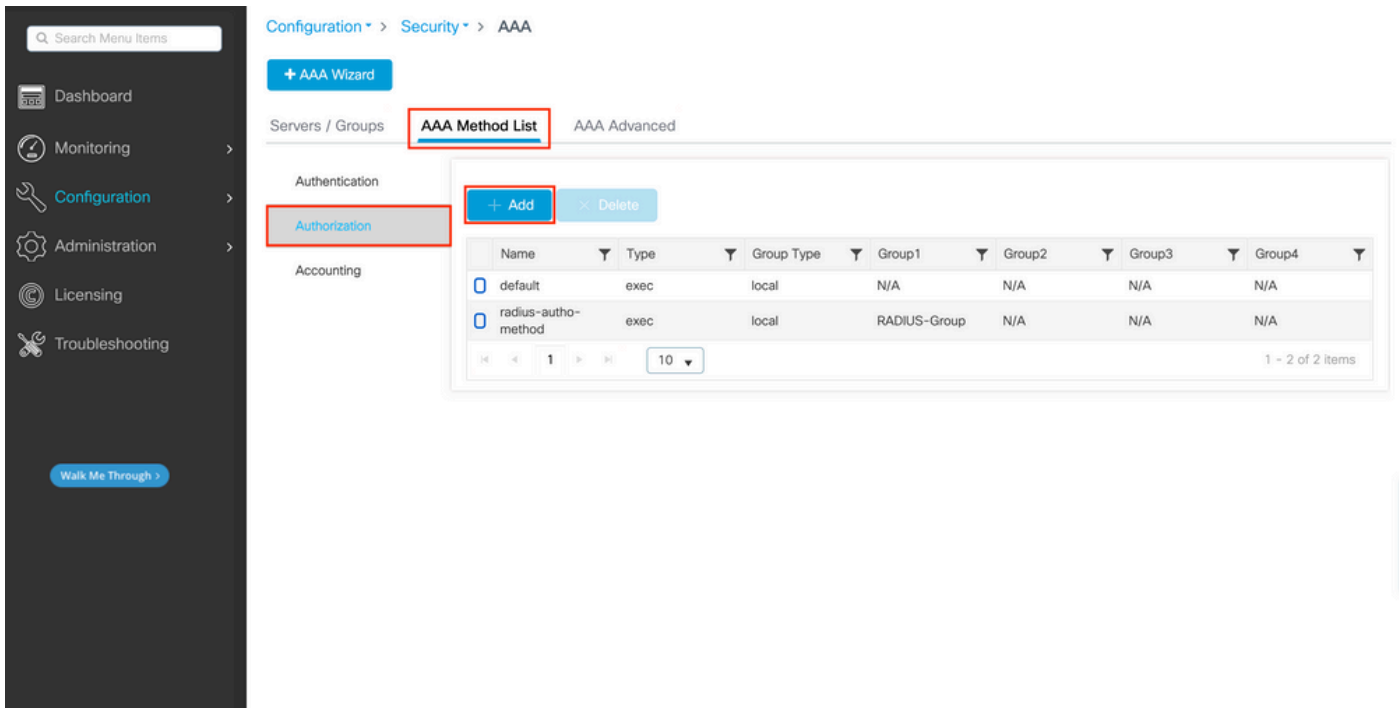 Search Menu Items
Dashboard
Monitoring
Configuration
Administration
Licensing
Troubleshooting
Walk Me Through >
Configuration > Security > AAA
+ AAA Wizard
Servers / Groups AAA Method List AAA Advanced
Authentication
Authorization
Accounting
+ Add × Delete
Name Type Group Type Group1 Group2 Group3 Group4
default exec local N/A N/A N/A N/A
radius-autho-
method exec local RADIUS-Group N/A N/A N/A
1 10 1 - 2 of 2 items